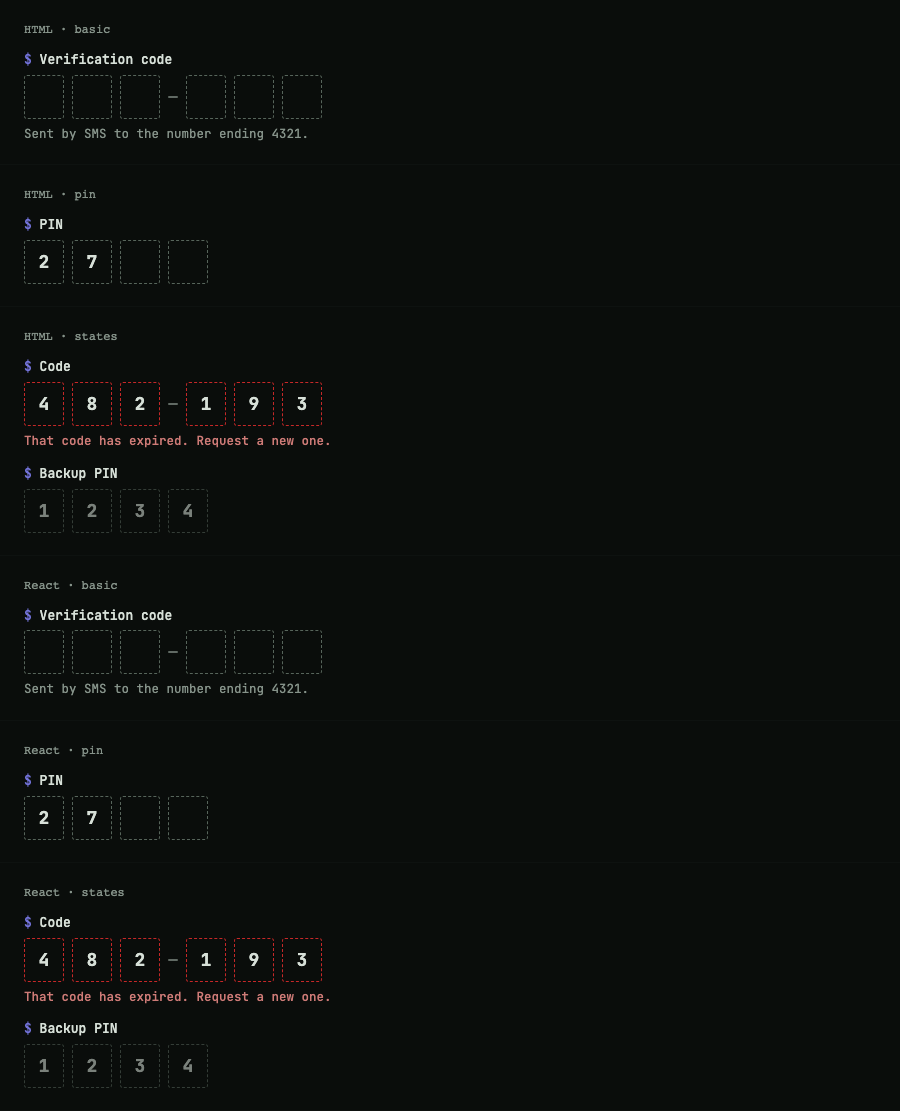 HTML · basic
$ Verification code
—
Sent by SMS to the number ending 4321.
HTML · pin
$ PIN
2 7
HTML · states
$ Code
4 8 2 — 1 9 3
That code has expired. Request a new one.
$ Backup PIN
1 2 3 4
React · basic
$ Verification code
—
Sent by SMS to the number ending 4321.
React · pin
$ PIN
2 7
React · states
$ Code
4 8 2 — 1 9 3
That code has expired. Request a new one.
$ Backup PIN
1 2 3 4